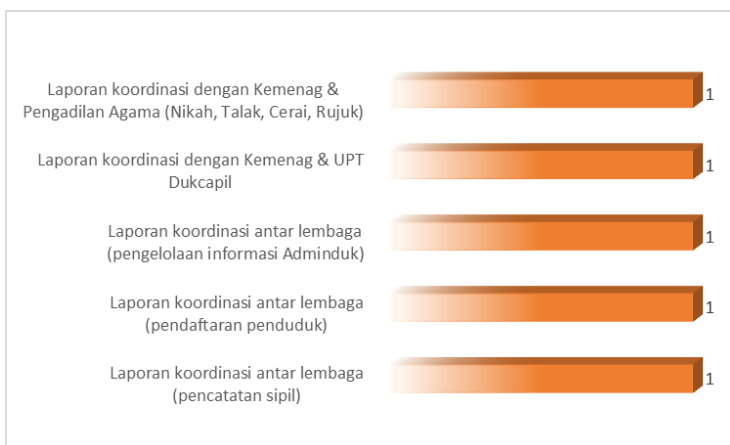 Laporan koordinasi dengan Kemenag &
Pengadilan Agama (Nikah, Talak, Cerai, Rujuk)
1
Laporan koordinasi dengan Kemenag & UPT
Dukcapil
1
Laporan koordinasi antar lembaga
(pengelolaan informasi Adminduk)
1
Laporan koordinasi antar lembaga
(pendaftaran penduduk)
1
Laporan koordinasi antar lembaga
(pencatatan sipil)
1